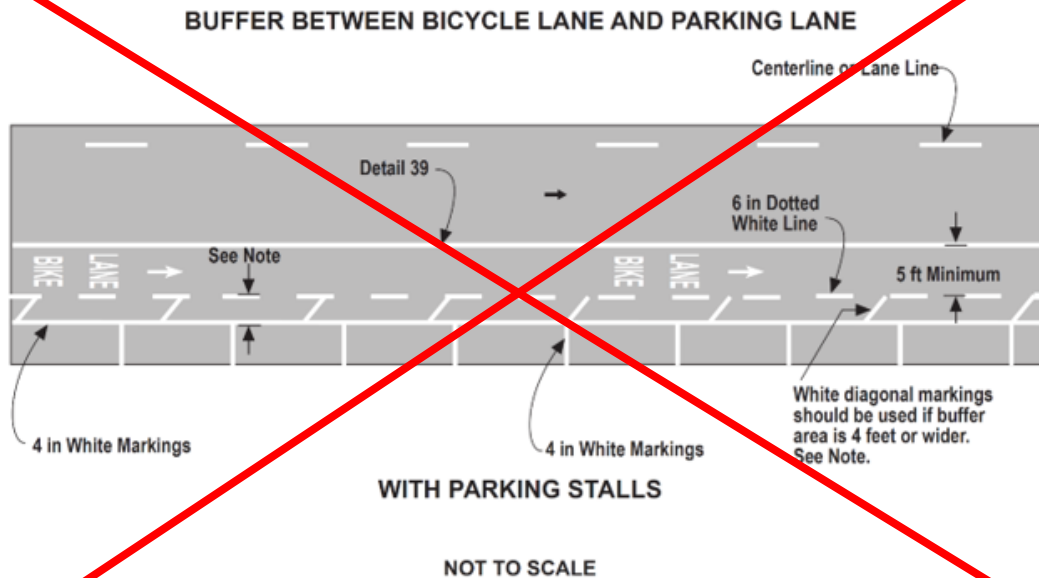 BUFFER BETWEEN BICYCLE LANE AND PARKING LANE
Centerline or Lane Line
Detail 39
6 in Dotted
White Line
See Note
BIKE
LANE
BIKE
LANE
5 ft Minimum
4 in White Markings
4 in White Markings
White diagonal markings
should be used if buffer
area is 4 feet or wider.
See Note.
WITH PARKING STALLS
NOT TO SCALE